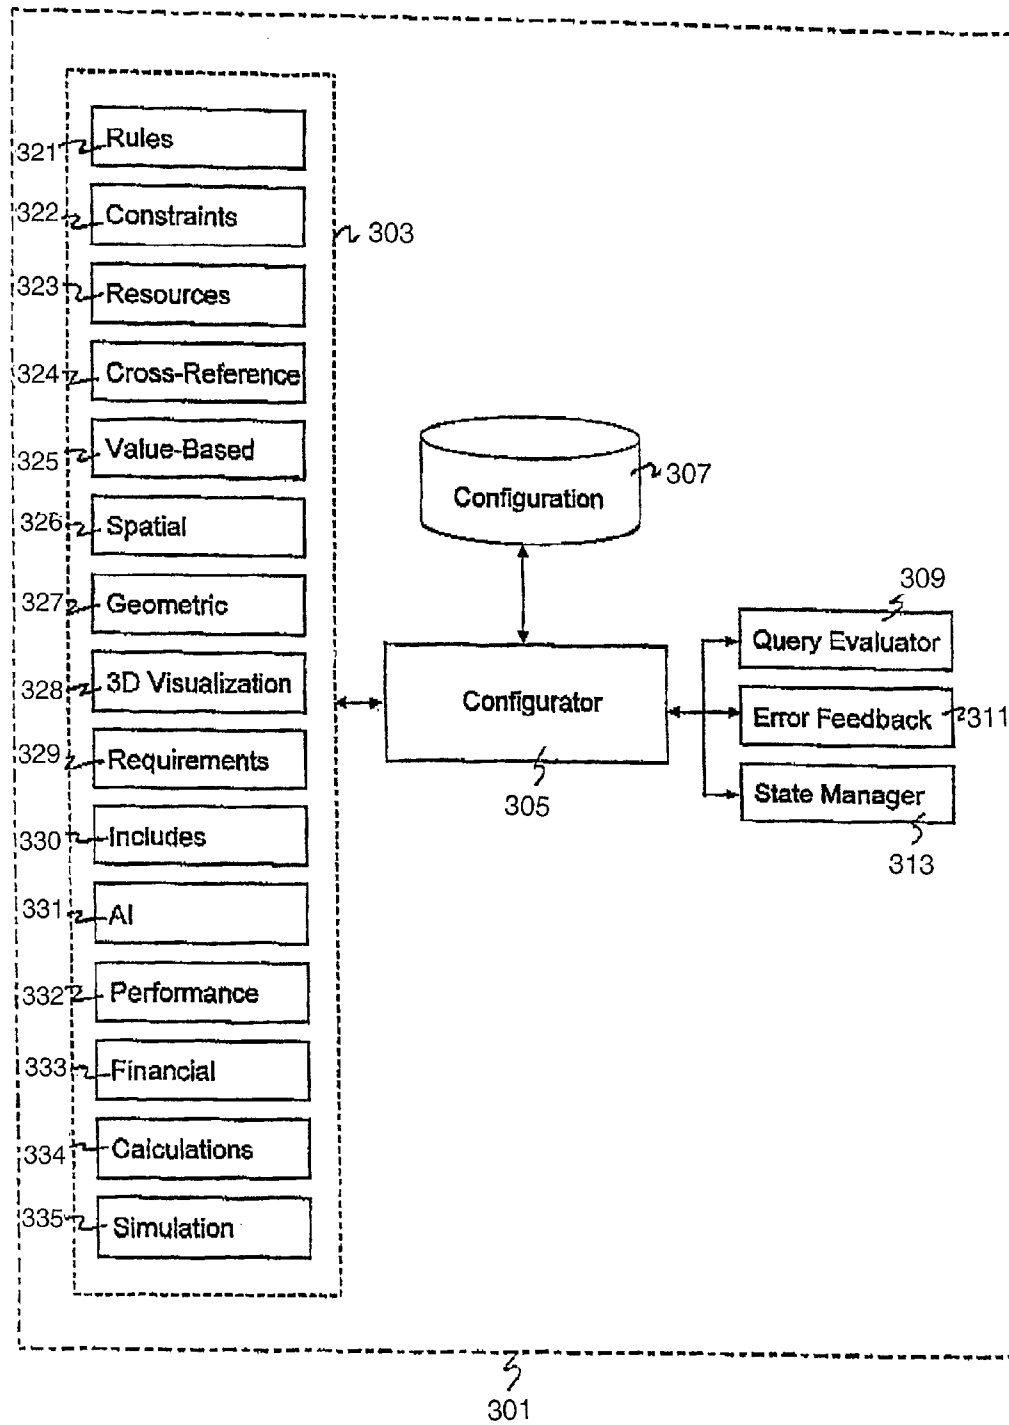 321 Rules
322 Constraints
303
323 Resources
324 Cross-Reference
325 Value-Based
326 Spatial
327 Geometric
328 3D Visualization
329 Requirements
330 Includes
331 AI
332 Performance
333 Financial
334 Calculations
335 Simulation
Configuration
307
Configurator
305
309
Query Evaluator
Error Feedback 311
State Manager
313
301